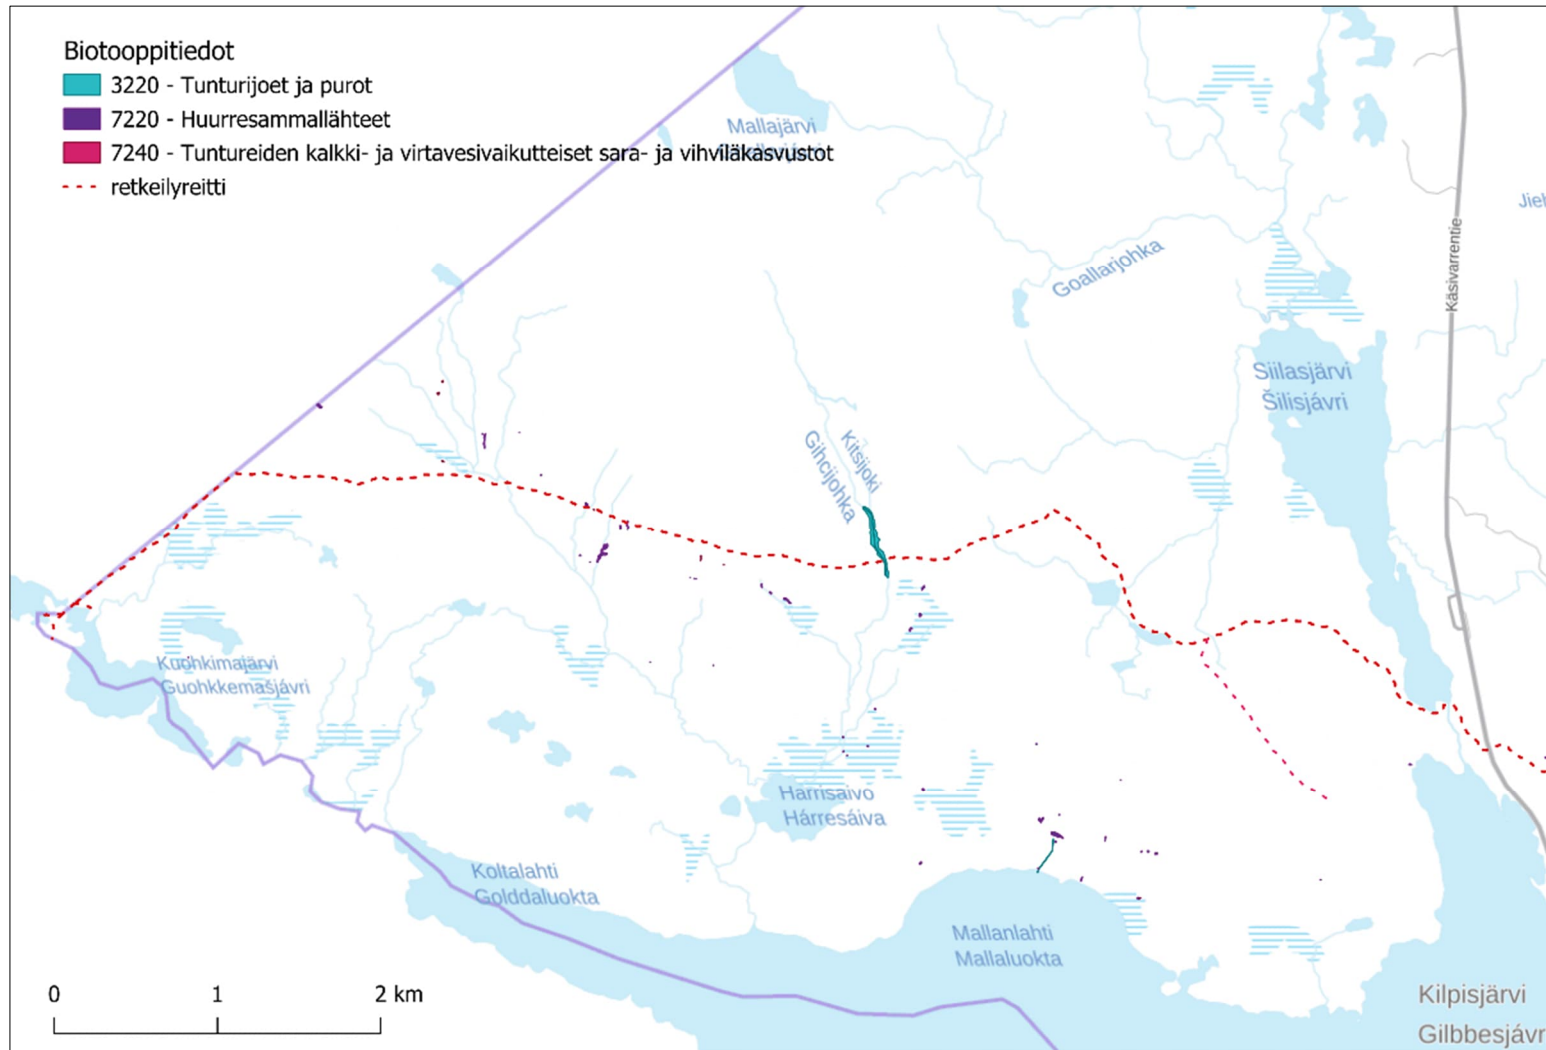 Biotooppitiedot
3220 - Tunturijoet ja purot
7220 - Huurresammallähteet
7240 - Tuntureiden kalkki- ja virtavesivaikutteiset sara- ja vihviläkasvustot
retkeilyreitti
Mallajärvi
Goallarjohka
Käsivarrentie
Siilasjärvi
Šilisjávri
Kitsijoki
Gihcijohka
Kuohkimajärvi
Guohkkemašjávri
Harrisaivo
Hárresáiva
Koltalahti
Golddaluokta
Mallanlahti
Mallaluokta
Kilpisjärvi
Gilbbesjávr
0 1 2 km